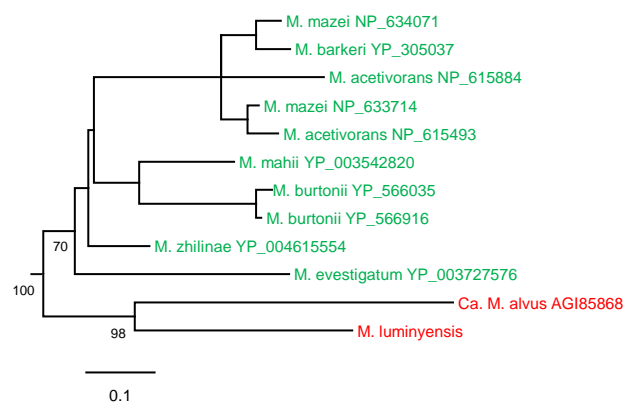 M. mazei NP_634071
M. barkeri YP_305037
M. acetivorans NP_615884
M. mazei NP_633714
M. acetivorans NP_615493
M. mahii YP_003542820
M. burtonii YP_566035
M. burtonii YP_566916
M. zhilinae YP_004615554
70
M. evestigatum YP_003727576
100
Ca. M. alvus AGI85868
98
M. luminyensis
0.1